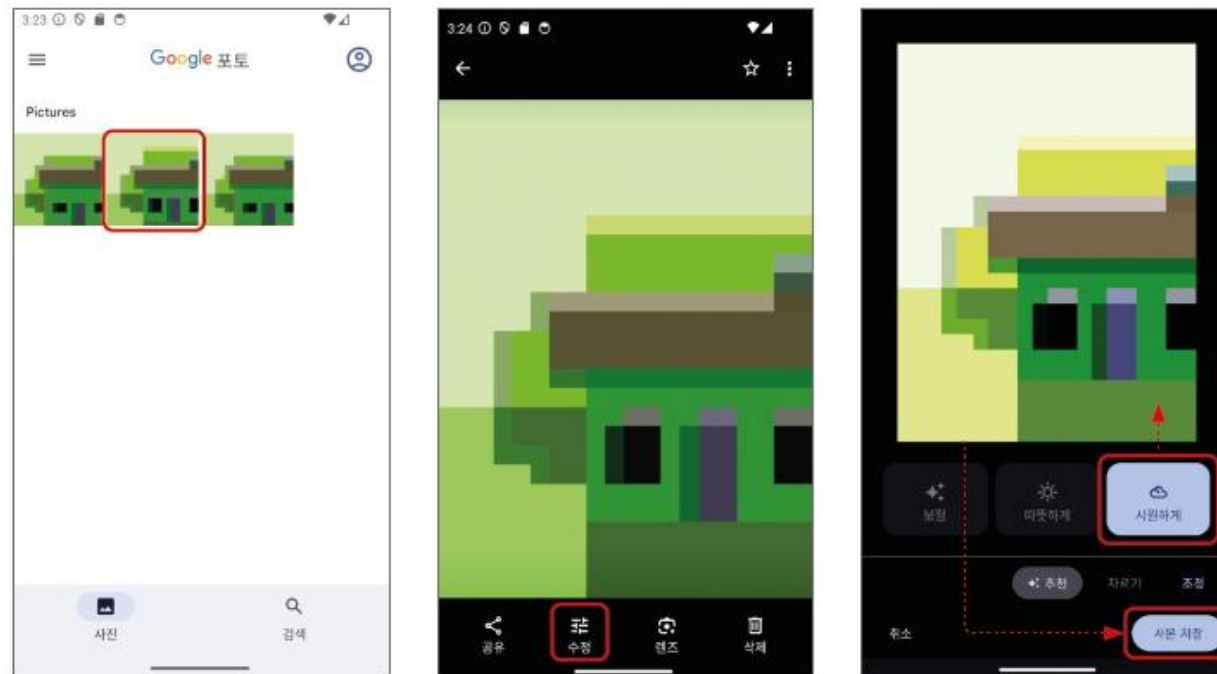 3:23
Google 포토
Pictures
사진
검색
3:24
공유
수정
렌즈
삭제
보정
따뜻하게
시원하게
추천
자르기
조정
취소
사본 저장